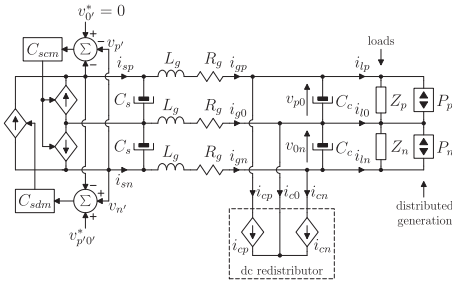 v*0′ = 0
+
−
Σ
vp′
Cscm
−
isp
Lg
Rg
igp
ilp
loads
Cs
vp0
Cc
Zp
Pp
Lg
Rg
ig0
il0
Cs
v0n
Cc
Zn
Pn
Lg
Rg
ign
iln
isn
−
+
Csdm
Σ
+
vn′
v*p′0′
icp
ic0
icn
distributed
generation
icp
icn
dc redistributor